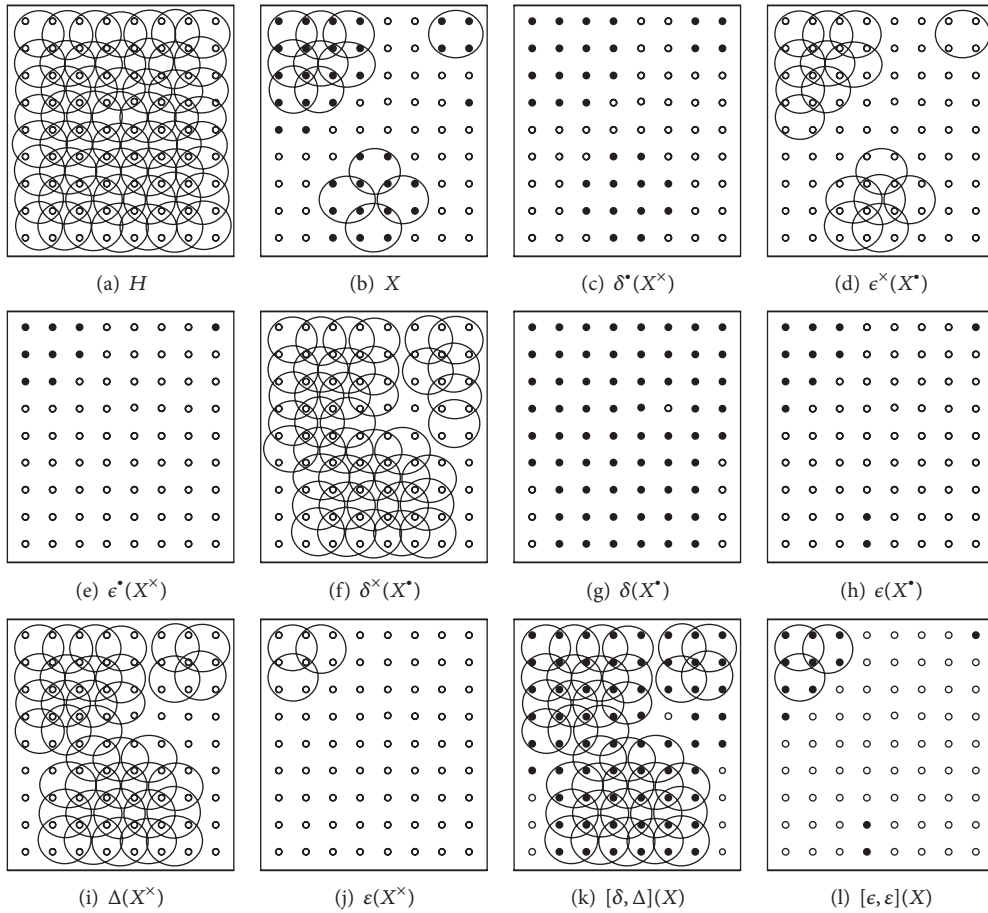 (a) H (b) X (c) δ•(X×) (d) ϵ×(X•)
(e) ϵ•(X×) (f) δ×(X•) (g) δ(X•) (h) ϵ(X•)
(i) Δ(X×) (j) ε(X×) (k) [δ, Δ](X) (l) [ϵ, ε](X)